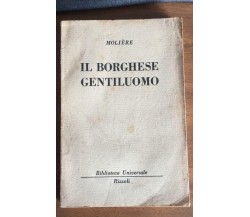 MOLIÈRE
IL BORGHESE
GENTILUOMO
Biblioteca Universale
Rizzoli